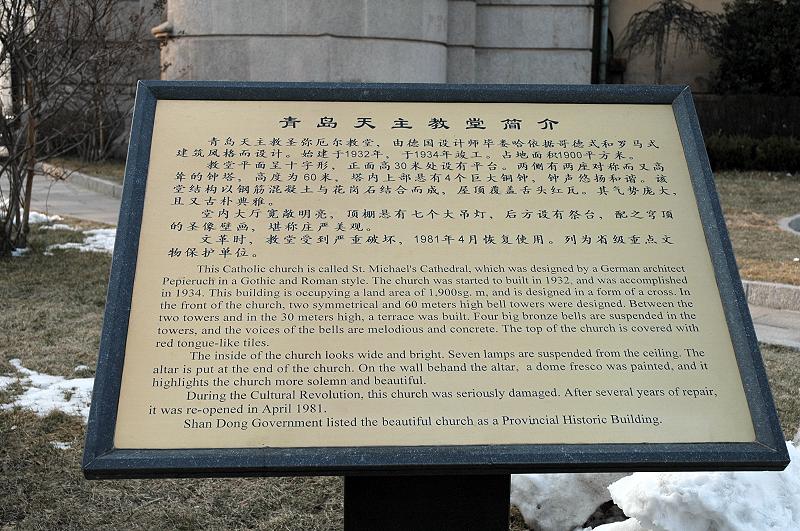 青岛天主教堂简介
青岛天主教圣弥厄尔教堂，由德国设计师毕娄哈依据哥德式和罗马式
建筑风格而设计。始建于1932年，于1934年竣工。占地面积1900平方米。
教堂平面呈十字形，正面高30米处设有平台。两侧有两座对称而又高
耸的钟塔，高度为60米。塔内上部悬有4个巨大铜钟，钟声悠扬和谐。该
堂结构以钢筋混凝土与花岗石结合而成，屋顶覆盖舌头红瓦。其气势庞大，
且又古朴典雅。
堂内大厅宽敞明亮，顶棚悬有七个大吊灯，后方设有祭台，配之穹顶
的圣像壁画，堪称庄严美观。
文革时，教堂受到严重破坏，1981年4月恢复使用。列为省级重点文
物保护单位。
This Catholic church is called St. Michael's Cathedral, which was designed by a German architect
Pepieruch in a Gothic and Roman style. The church was started to built in 1932, and was accomplished
in 1934. This building is occupying a land area of 1,900sg. m, and is designed in a form of a cross. In
the front of the church, two symmetrical and 60 meters high bell towers were designed. Between the
two towers and in the 30 meters high, a terrace was built. Four big bronze bells are suspended in the
towers, and the voices of the bells are melodious and concrete. The top of the church is covered with
red tongue-like tiles.
The inside of the church looks wide and bright. Seven lamps are suspended from the ceiling. The
altar is put at the end of the church. On the wall behand the altar, a dome fresco was painted, and it
highlights the church more solemn and beautiful.
During the Cultural Revolution, this church was seriously damaged. After several years of repair,
it was re-opened in April 1981.
Shan Dong Government listed the beautiful church as a Provincial Historic Building.